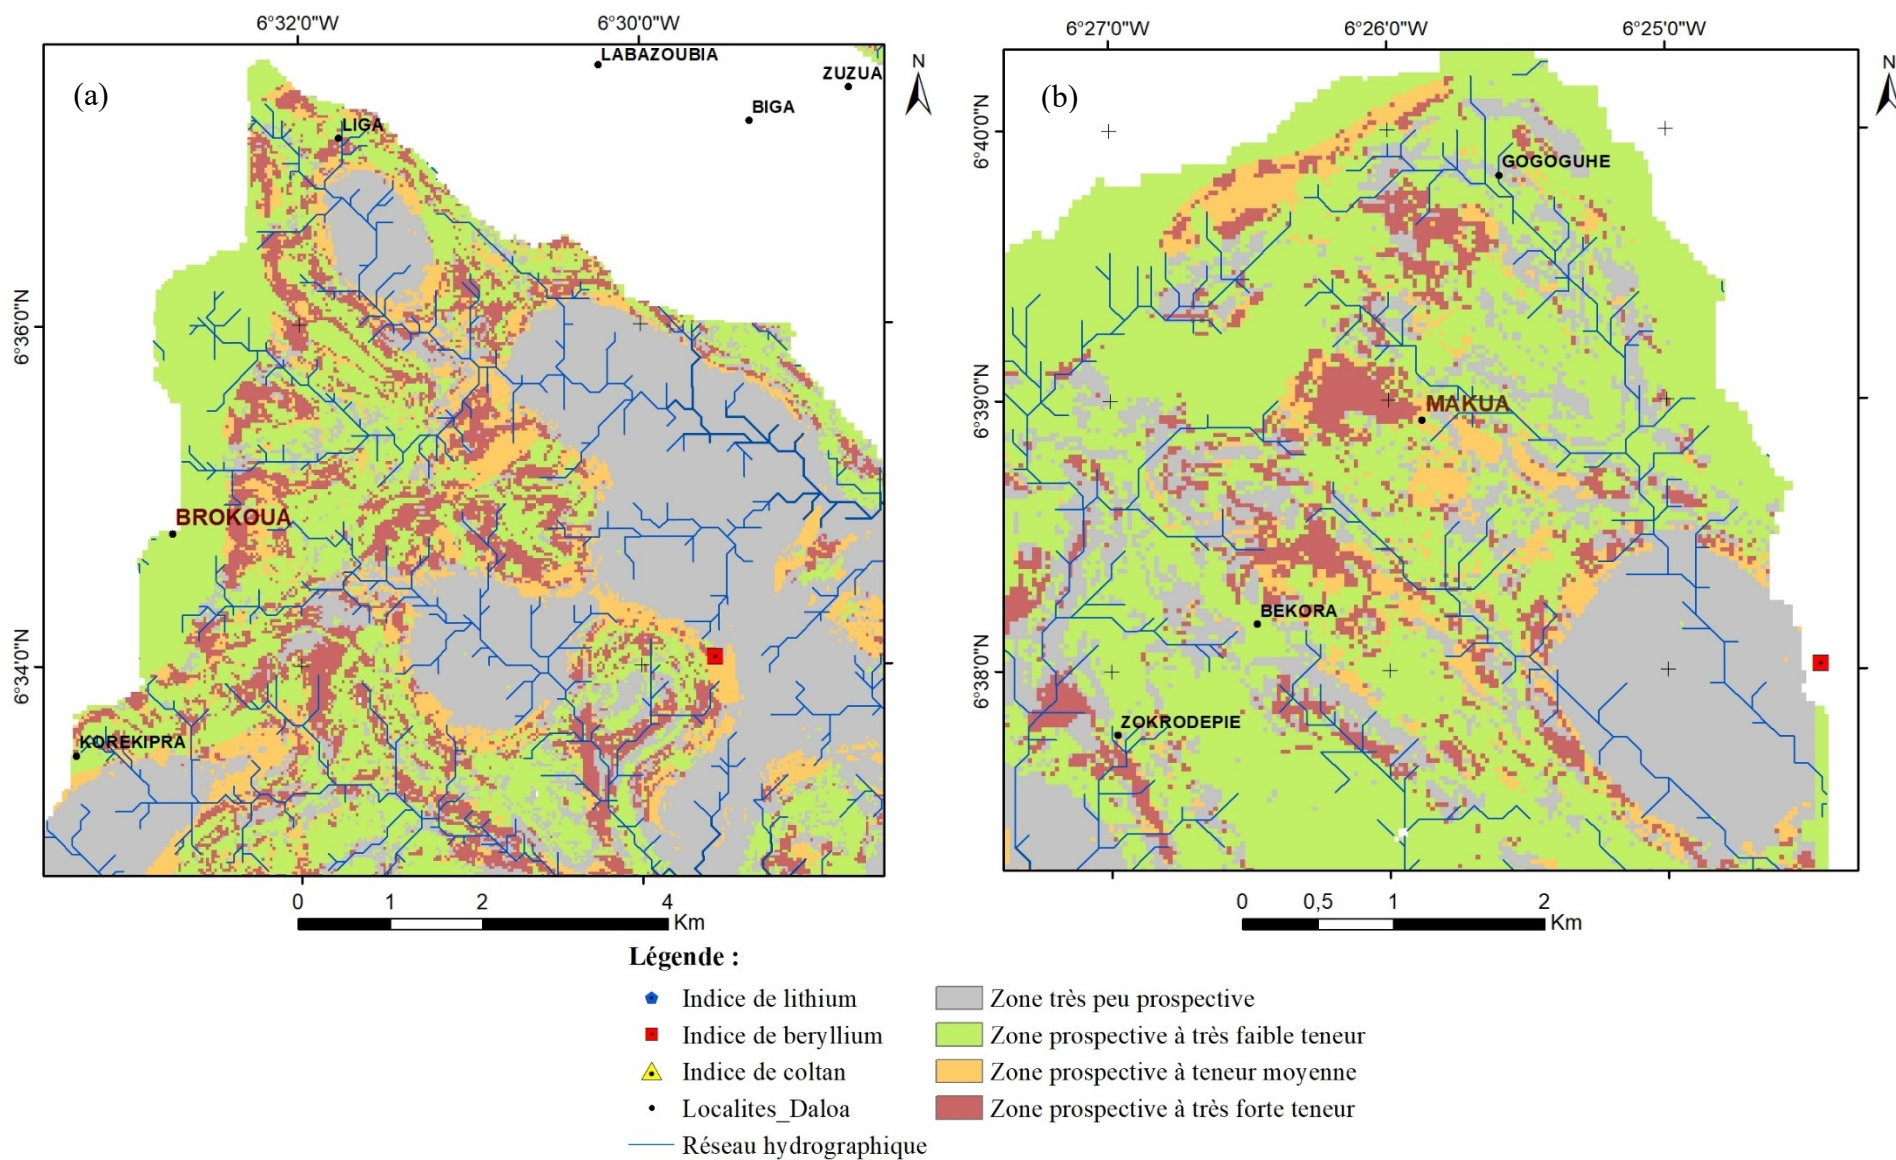 6°32'0"W
6°30'0"W
6°27'0"W
6°26'0"W
6°25'0"W
(a)
LABAZOUBIA
ZUZUA
BIGA
LIGA
N
6°36'0"N
BROKOUA
6°34'0"N
KOREKIPRA
0
1
2
4
Km
(b)
N
6°40'0"N
GOGOGUHE
6°39'0"N
MAKUA
BEKORA
6°38'0"N
ZOKRODEPIE
0
0,5
1
2
Km
Légende :
Indice de lithium
Indice de beryllium
Indice de coltan
Localites_Daloa
Réseau hydrographique
Zone très peu prospective
Zone prospective à très faible teneur
Zone prospective à teneur moyenne
Zone prospective à très forte teneur